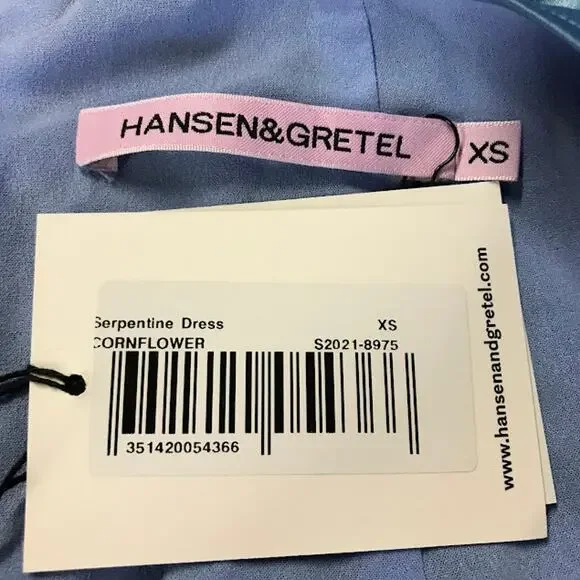 HANSEN&GRETEL XS
Serpentine Dress XS
CORNFLOWER S2021-8975
351420054366
www.hansenandgretel.com